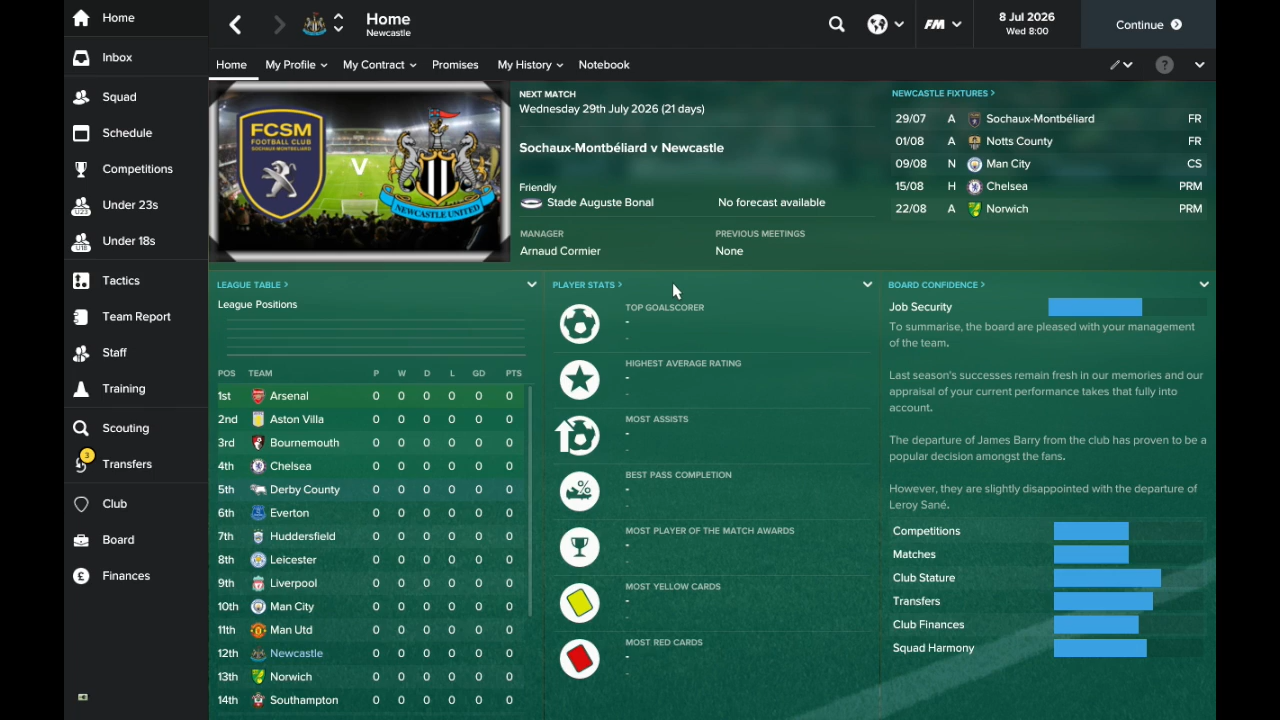 Home
Inbox
Squad
Schedule
Competitions
U23
Under 23s
U18
Under 18s
Tactics
Team Report
Staff
Training
Scouting
3
Transfers
Club
Board
£ Finances
Home
Newcastle
FM
8 Jul 2026
Wed 8:00
Continue
Home My Profile My Contract Promises My History Notebook
?
FCSM
FOOTBALL CLUB
SOCHAUX-MONTBÉLIARD
V
NEWCASTLE UNITED
NEXT MATCH
Wednesday 29th July 2026 (21 days)
Sochaux-Montbéliard v Newcastle
Friendly
Stade Auguste Bonal No forecast available
MANAGER PREVIOUS MEETINGS
Arnaud Cormier None
NEWCASTLE FIXTURES >
29/07 A Sochaux-Montbéliard FR
01/08 A Notts County FR
09/08 N Man City CS
15/08 H Chelsea PRM
22/08 A Norwich PRM
LEAGUE TABLE >
League Positions
POS TEAM P W D L GD PTS
1st Arsenal 0 0 0 0 0 0
2nd Aston Villa 0 0 0 0 0 0
3rd Bournemouth 0 0 0 0 0 0
4th Chelsea 0 0 0 0 0 0
5th Derby County 0 0 0 0 0 0
6th Everton 0 0 0 0 0 0
7th Huddersfield 0 0 0 0 0 0
8th Leicester 0 0 0 0 0 0
9th Liverpool 0 0 0 0 0 0
10th Man City 0 0 0 0 0 0
11th Man Utd 0 0 0 0 0 0
12th Newcastle 0 0 0 0 0 0
13th Norwich 0 0 0 0 0 0
14th Southampton 0 0 0 0 0 0
PLAYER STATS >
TOP GOALSCORER
-
-
HIGHEST AVERAGE RATING
-
-
MOST ASSISTS
-
-
BEST PASS COMPLETION
%
-
-
MOST PLAYER OF THE MATCH AWARDS
-
-
MOST YELLOW CARDS
-
-
MOST RED CARDS
-
-
BOARD CONFIDENCE >
Job Security
To summarise, the board are pleased with your management
of the team.
Last season's successes remain fresh in our memories and our
appraisal of your current performance takes that fully into
account.
The departure of James Barry from the club has proven to be a
popular decision amongst the fans.
However, they are slightly disappointed with the departure of
Leroy Sané.
Competitions
Matches
Club Stature
Transfers
Club Finances
Squad Harmony